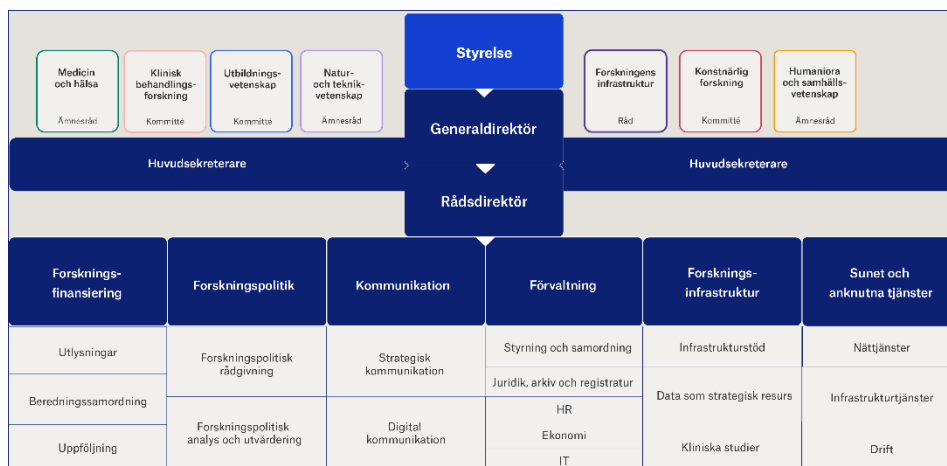 Styrelse
Medicin
och hälsa
Ämnesråd
Klinisk
behandlings-
forskning
Kommitté
Utbildnings-
vetenskap
Kommitté
Natur-
och teknik-
vetenskap
Ämnesråd
Forskningens
infrastruktur
Råd
Konstnärlig
forskning
Kommitté
Humaniora
och samhälls-
vetenskap
Ämnesråd
Generaldirektör
Huvudsekreterare
Huvudsekreterare
Rådsdirektör
Forsknings-
finansiering
Forskningspolitik
Kommunikation
Förvaltning
Forsknings-
infrastruktur
Sunet och
anknutna tjänster
Utlysningar
Beredningssamordning
Uppföljning
Forskningspolitisk
rådgivning
Forskningspolitisk
analys och utvärdering
Strategisk
kommunikation
Digital
kommunikation
Styrning och samordning
Juridik, arkiv och registratur
HR
Ekonomi
IT
Infrastrukturstöd
Data som strategisk resurs
Kliniska studier
Nättjänster
Infrastrukturtjänster
Drift